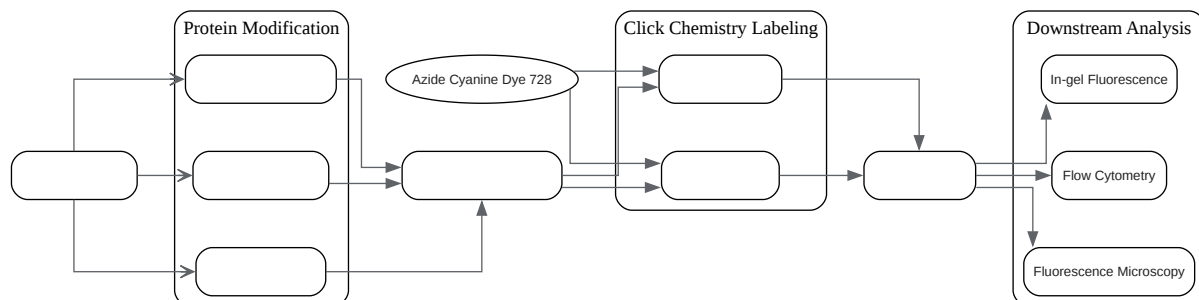 Protein Modification
Click Chemistry Labeling
Downstream Analysis
Azide Cyanine Dye 728
In-gel Fluorescence
Flow Cytometry
Fluorescence Microscopy